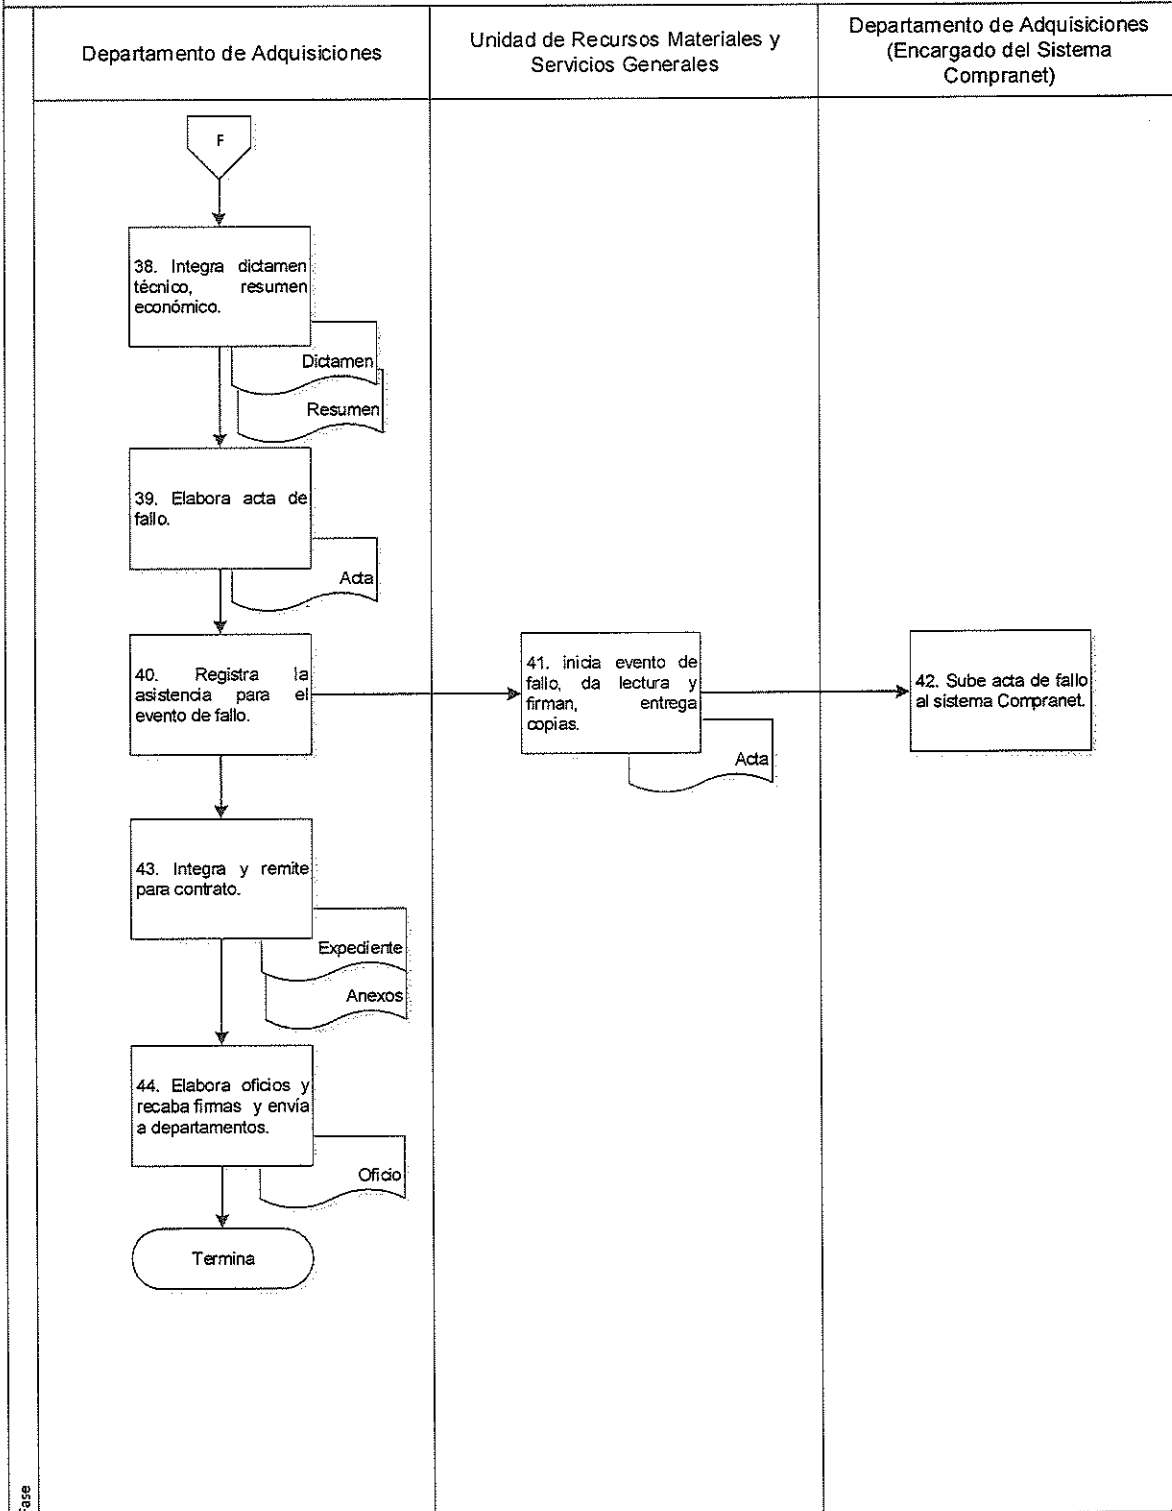 Departamento de Adquisiciones
Unidad de Recursos Materiales y
Servicios Generales
Departamento de Adquisiciones
(Encargado del Sistema
Compranet)
F
38. Integra dictamen
técnico, resumen
económico.
Dictamen
Resumen
39. Elabora acta de
fallo.
Acta
40. Registra la
asistencia para el
evento de fallo.
41. inicia evento de
fallo, da lectura y
firman, entrega
copias.
Acta
42. Sube acta de fallo
al sistema Compranet.
43. Integra y remite
para contrato.
Expediente
Anexos
44. Elabora oficios y
recaba firmas y envía
a departamentos.
Oficio
Termina
Fase